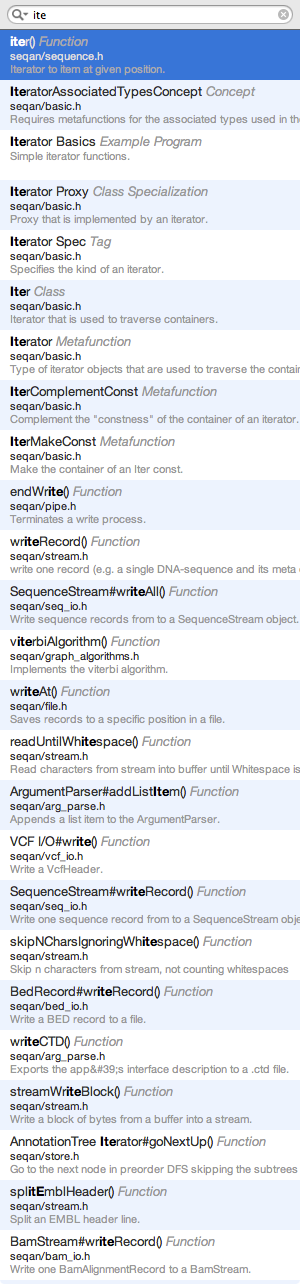 ite
iter() Function
seqan/sequence.h
Iterator to item at given position.
IteratorAssociatedTypesConcept Concept
seqan/basic.h
Requires metafunctions for the associated types used in the
Iterator Basics Example Program
Simple iterator functions.
Iterator Proxy Class Specialization
seqan/basic.h
Proxy that is implemented by an iterator.
Iterator Spec Tag
seqan/basic.h
Specifies the kind of an iterator.
Iter Class
seqan/basic.h
Iterator that is used to traverse containers.
Iterator Metafunction
seqan/basic.h
Type of iterator objects that are used to traverse the contain
IterComplementConst Metafunction
seqan/basic.h
Complement the "constness" of the container of an iterator.
IterMakeConst Metafunction
seqan/basic.h
Make the container of an Iter const.
endWrite() Function
seqan/pipe.h
Terminates a write process.
writeRecord() Function
seqan/stream.h
write one record (e.g. a single DNA-sequence and its meta
SequenceStream#writeAll() Function
seqan/seq_io.h
Write sequence records from to a SequenceStream object.
viterbiAlgorithm() Function
seqan/graph_algorithms.h
Implements the viterbi algorithm.
writeAt() Function
seqan/file.h
Saves records to a specific position in a file.
readUntilWhitespace() Function
seqan/stream.h
Read characters from stream into buffer until Whitespace is
ArgumentParser#addListItem() Function
seqan/arg_parse.h
Appends a list item to the ArgumentParser.
VCF I/O#write() Function
seqan/vcf_io.h
Write a VcfHeader.
SequenceStream#writeRecord() Function
seqan/seq_io.h
Write one sequence record from to a SequenceStream obje
skipNCharsIgnoringWhitespace() Function
seqan/stream.h
Skip n characters from stream, not counting whitespaces
BedRecord#writeRecord() Function
seqan/bed_io.h
Write a BED record to a file.
writeCTD() Function
seqan/arg_parse.h
Exports the app&#39;s interface description to a .ctd file.
streamWriteBlock() Function
seqan/stream.h
Write a block of bytes from a buffer into a stream.
AnnotationTree Iterator#goNextUp() Function
seqan/store.h
Go to the next node in preorder DFS skipping the subtrees
splitEmblHeader() Function
seqan/stream.h
Split an EMBL header line.
BamStream#writeRecord() Function
seqan/bam_io.h
Write one BamAlignmentRecord to a BamStream.